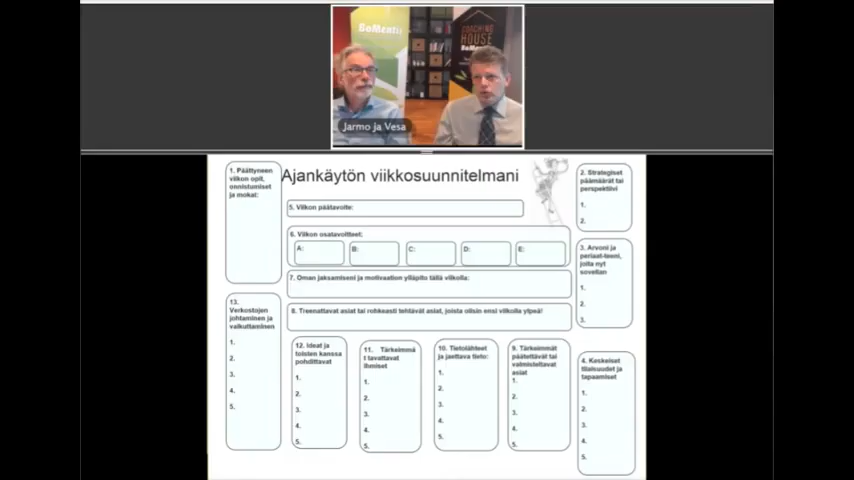 BoMentis
COACHING
HOUSE
BoMentis
Jarmo ja Vesa
Ajankäytön viikkosuunnitelmani
1. Päättyneen
viikon opit,
onnistumiset
ja mokat:
2. Strategiset
päämäärät tai
perspektiivi
1.
2.
3. Arvoni ja
periaat-teeni,
joita nyt
sovellan
1.
2.
3.
4. Keskeiset
tilaisuudet ja
tapaamiset
1.
2.
3.
4.
5.
5. Viikon päätavoite:
6. Viikon osatavoitteet:
A:
B:
C:
D:
E:
7. Oman jaksamiseni ja motivaation ylläpito tällä viikolla:
8. Treenattavat asiat tai rohkeasti tehtävät asiat, joista olisin ensi viikolla ylpeä!
9. Tärkeimmät
päätettävät tai
valmisteltavat
asiat
1.
2.
3.
4.
5.
10. Tietolähteet
ja jaettava tieto:
1.
2.
3.
4.
5.
11. Tärkeimmä
t tavattavat
ihmiset
1.
2.
3.
4.
5.
12. Ideat ja
toisten kanssa
pohdittavat
1.
2.
3.
4.
5.
13.
Verkostojen
johtaminen ja
vaikuttaminen
1.
2.
3.
4.
5.